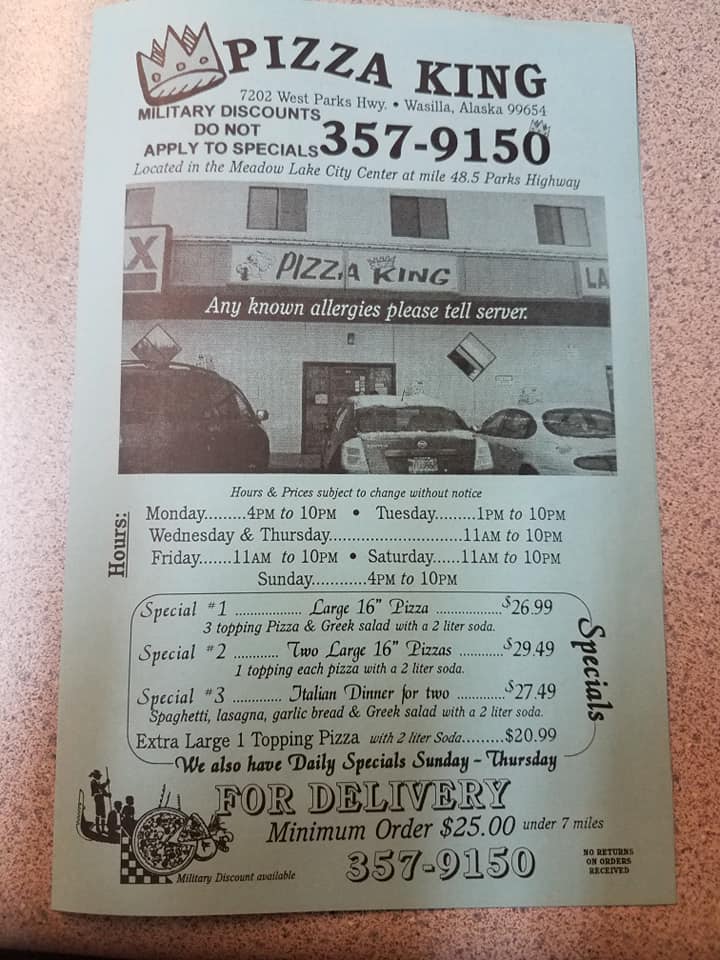 PIZZA KING
7202 West Parks Hwy. • Wasilla, Alaska 99654
MILITARY DISCOUNTS
DO NOT
APPLY TO SPECIALS
357-9150
Located in the Meadow Lake City Center at mile 48.5 Parks Highway
X
PIZZA KING
LA
Any known allergies please tell server.
Hours & Prices subject to change without notice
Hours:
Monday.........4PM to 10PM • Tuesday.........1PM to 10PM
Wednesday & Thursday............................11AM to 10PM
Friday.......11AM to 10PM • Saturday......11AM to 10PM
Sunday............4PM to 10PM
Specials
Special #1 .................. Large 16" Pizza .................$26.99
3 topping Pizza & Greek salad with a 2 liter soda.
Special #2 ............ Two Large 16" Pizzas ............$29.49
1 topping each pizza with a 2 liter soda.
Special #3 ............. Italian Dinner for two .............$27.49
Spaghetti, lasagna, garlic bread & Greek salad with a 2 liter soda.
Extra Large 1 Topping Pizza with 2 liter Soda.........$20.99
We also have Daily Specials Sunday - Thursday
FOR DELIVERY
Minimum Order $25.00 under 7 miles
357-9150
NO RETURNS
ON ORDERS
RECEIVED
Military Discount available